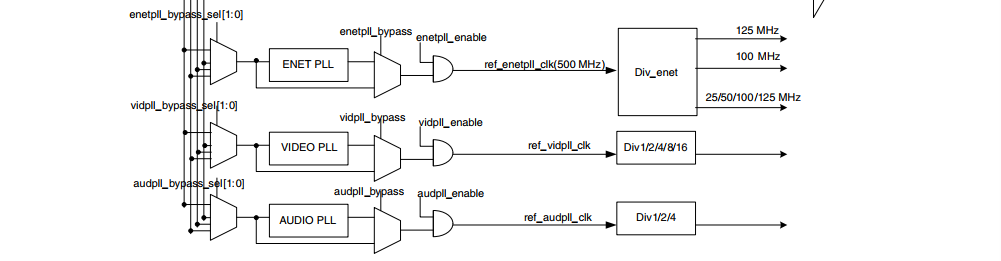 enetpll_bypass_sel[1:0]
enetpll_bypass
enetpll_enable
ENET PLL
ref_enetpll_clk(500 MHz)
Div_enet
125 MHz
100 MHz
25/50/100/125 MHz
vidpll_bypass_sel[1:0]
vidpll_bypass
vidpll_enable
VIDEO PLL
ref_vidpll_clk
Div1/2/4/8/16
audpll_bypass_sel[1:0]
audpll_bypass
audpll_enable
AUDIO PLL
ref_audpll_clk
Div1/2/4